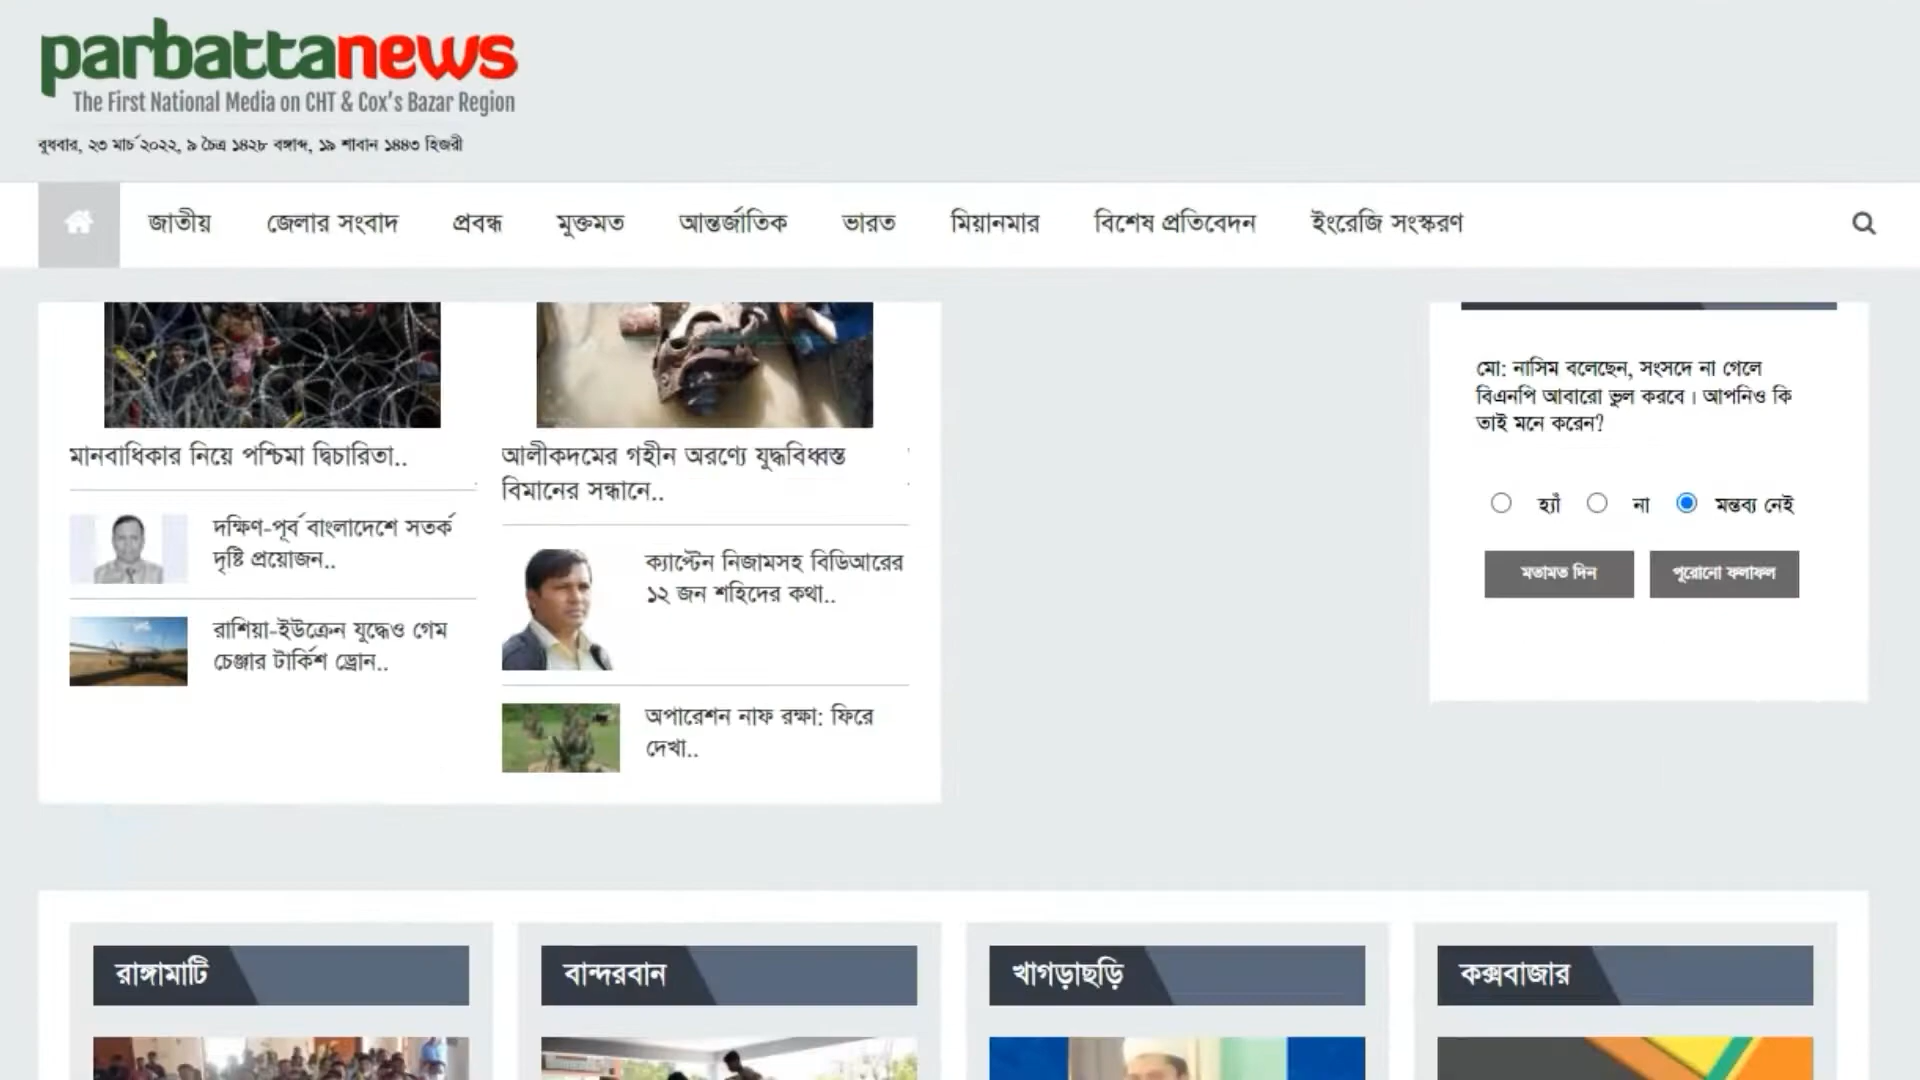 parbattanews
The First National Media on CHT & Cox's Bazar Region
বুধবার, ২৩ মার্চ ২০২২, ৯ চৈত্র ১৪২৮ বঙ্গাব্দ, ১৯ শাবান ১৪৪৩ হিজরী
জাতীয় জেলার সংবাদ প্রবন্ধ মুক্তমত আন্তর্জাতিক ভারত মিয়ানমার বিশেষ প্রতিবেদন ইংরেজি সংস্করণ
মানবাধিকার নিয়ে পশ্চিমা দ্বিচারিতা..
দক্ষিণ-পূর্ব বাংলাদেশে সতর্ক
দৃষ্টি প্রয়োজন..
রাশিয়া-ইউক্রেন যুদ্ধেও গেম
চেঞ্জার টার্কিশ ড্রোন..
আলীকদমের গহীন অরণ্যে যুদ্ধবিধ্বস্ত
বিমানের সন্ধানে..
ক্যাপ্টেন নিজামসহ বিডিআরের
১২ জন শহিদের কথা..
অপারেশন নাফ রক্ষা: ফিরে
দেখা..
মো: নাসিম বলেছেন, সংসদে না গেলে
বিএনপি আবারো ভুল করবে। আপনিও কি
তাই মনে করেন?
হ্যাঁ না মন্তব্য নেই
মতামত দিন পুরোনো ফলাফল
রাঙ্গামাটি বান্দরবান খাগড়াছড়ি কক্সবাজার